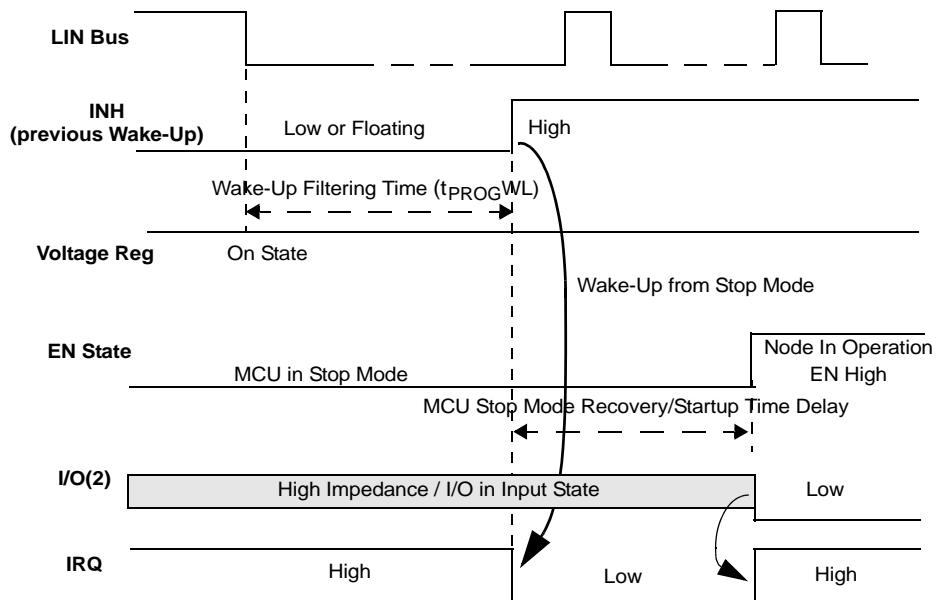 LIN Bus
INH
(previous Wake-Up)
Low or Floating
High
Wake-Up Filtering Time (tPROGWL)
Voltage Reg
On State
Wake-Up from Stop Mode
EN State
Node In Operation
EN High
MCU in Stop Mode
MCU Stop Mode Recovery/Startup Time Delay
I/O(2)
High Impedance / I/O in Input State
Low
IRQ
High
Low
High